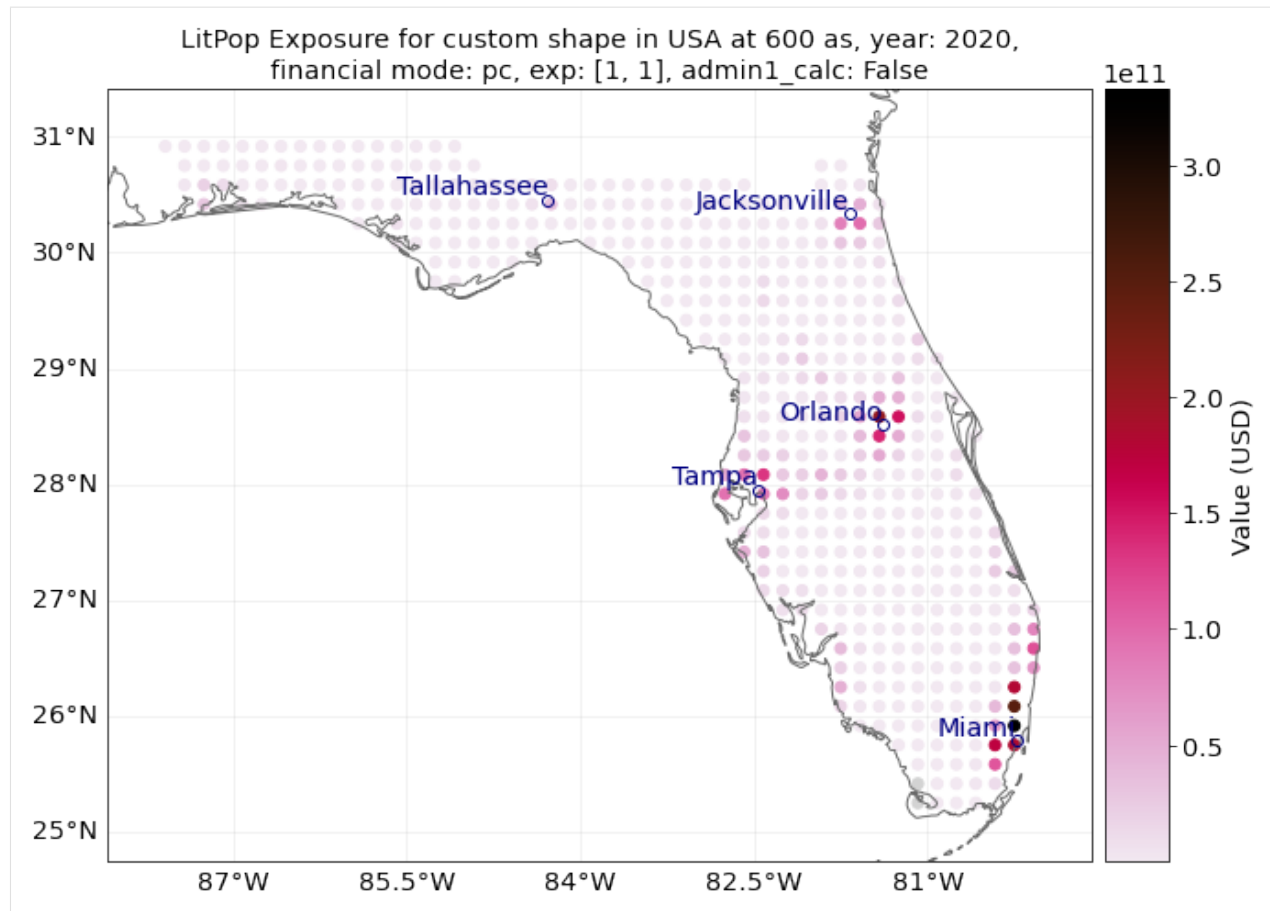 LitPop Exposure for custom shape in USA at 600 as, year: 2020,
financial mode: pc, exp: [1, 1], admin1_calc: False
1e11
31°N
30°N
29°N
28°N
27°N
26°N
25°N
Tallahassee
Jacksonville
Orlando
Tampa
Miami
3.0
2.5
2.0
1.5
1.0
0.5
Value (USD)
87°W
85.5°W
84°W
82.5°W
81°W